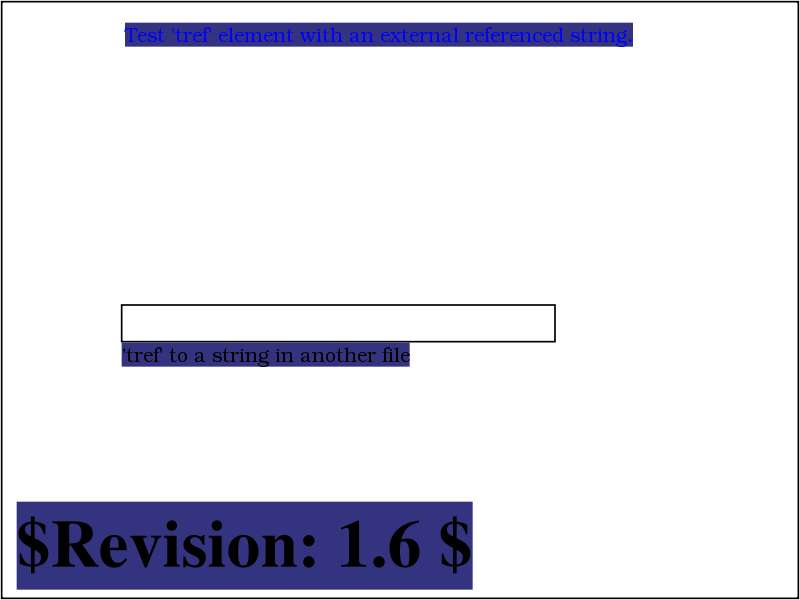 Test 'tref' element with an external referenced string.
'tref' to a string in another file
$Revision: 1.6 $